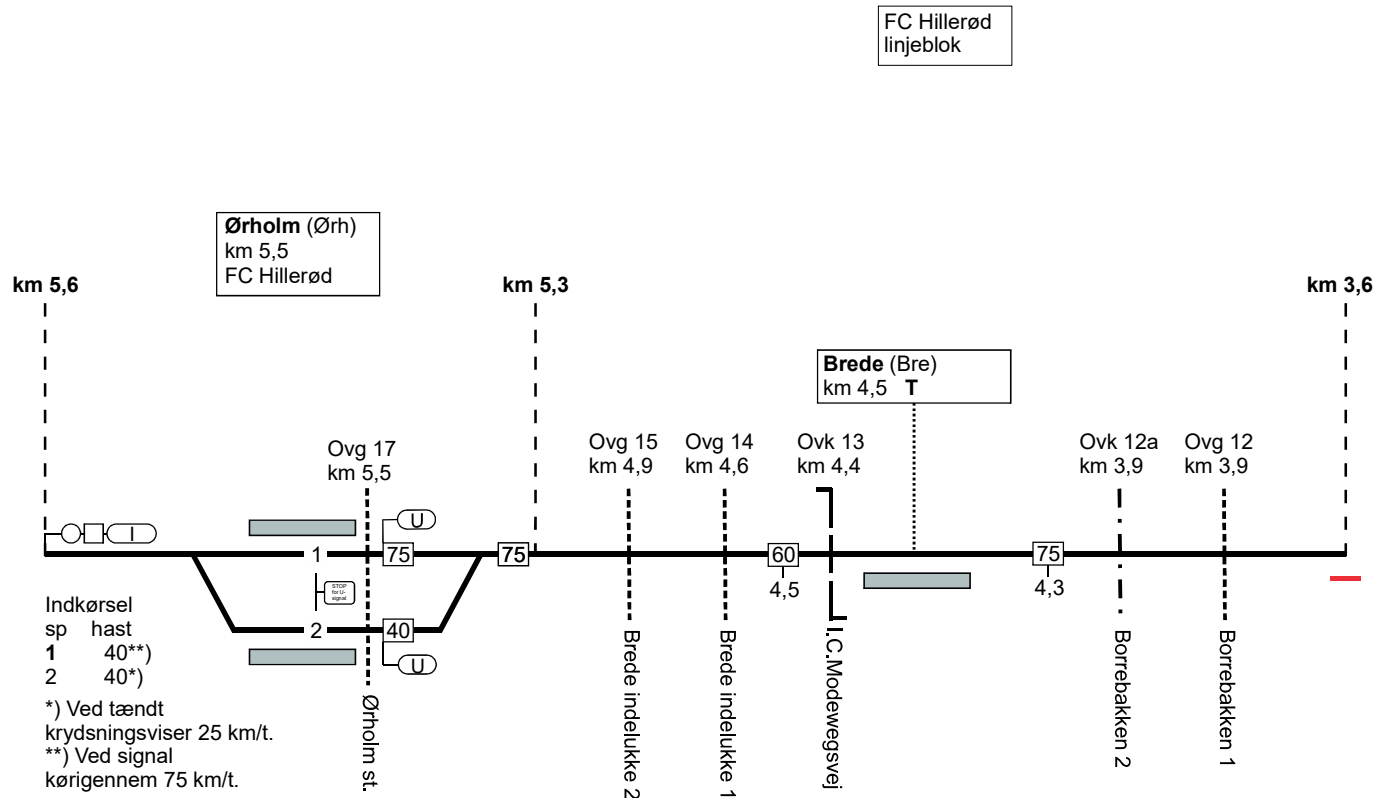 FC Hillerød
linjeblok
Ørholm (Ørh)
km 5,5
FC Hillerød
km 5,6
km 5,3
km 3,6
Brede (Bre)
km 4,5 T
Ovg 17
km 5,5
Ovg 15
km 4,9
Ovg 14
km 4,6
Ovk 13
km 4,4
Ovk 12a
km 3,9
Ovg 12
km 3,9
I
U
1
75
75
60
4,5
75
4,3
STOP
for U-
signal
2
40
U
Indkørsel
sp hast
1 40**)
2 40*)
*) Ved tændt
krydsningsviser 25 km/t.
**) Ved signal
kørigennem 75 km/t.
Ørholm st.
Brede indelukke 2
Brede indelukke 1
I.C.Modewegsvej
Borrebakken 2
Borrebakken 1